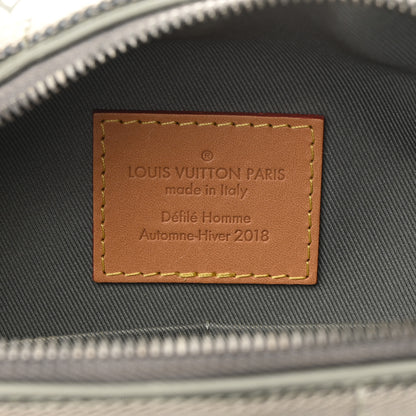 ®
LOUIS VUITTON PARIS
made in Italy
Défilé Homme
Automne-Hiver 2018